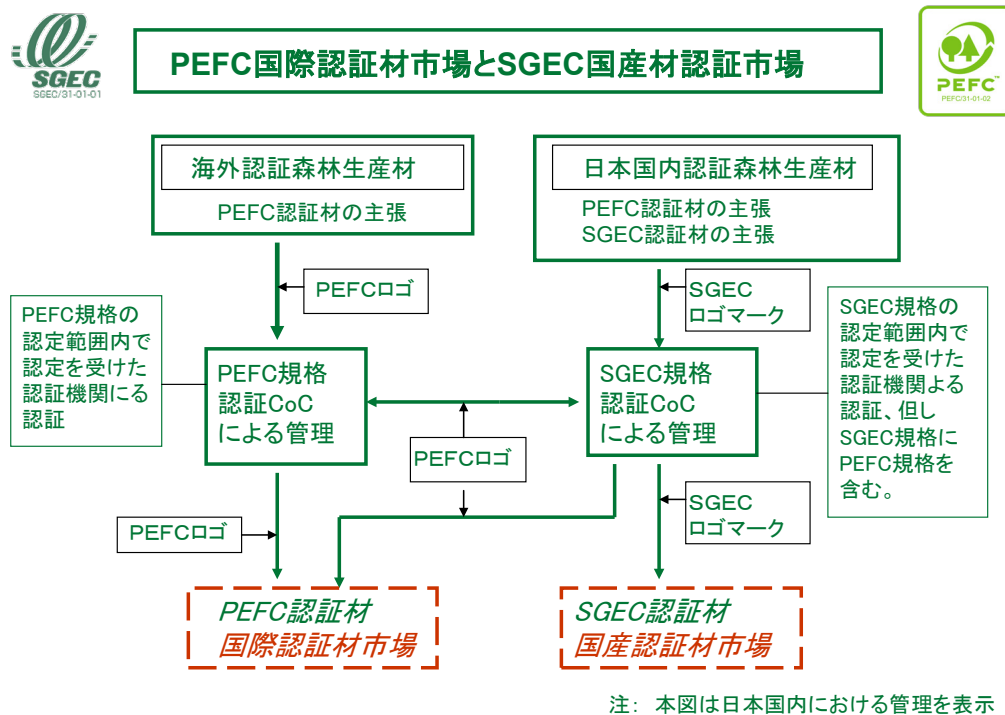 SGEC
SGEC/31-01-01
PEFC国際認証材市場とSGEC国産材認証市場
PEFC™
PEFC/31-01-02
海外認証森林生産材
PEFC認証材の主張
日本国内認証森林生産材
PEFC認証材の主張
SGEC認証材の主張
PEFCロゴ
SGEC
ロゴマーク
PEFC規格の
認定範囲内で
認定を受けた
認証機関にる
認証
PEFC規格
認証CoC
による管理
SGEC規格
認証CoC
による管理
SGEC規格の
認定範囲内で
認定を受けた
認証機関よる
認証、但し
SGEC規格に
PEFC規格を
含む。
PEFCロゴ
PEFCロゴ
SGEC
ロゴマーク
PEFC認証材
国際認証材市場
SGEC認証材
国産認証材市場
注： 本図は日本国内における管理を表示